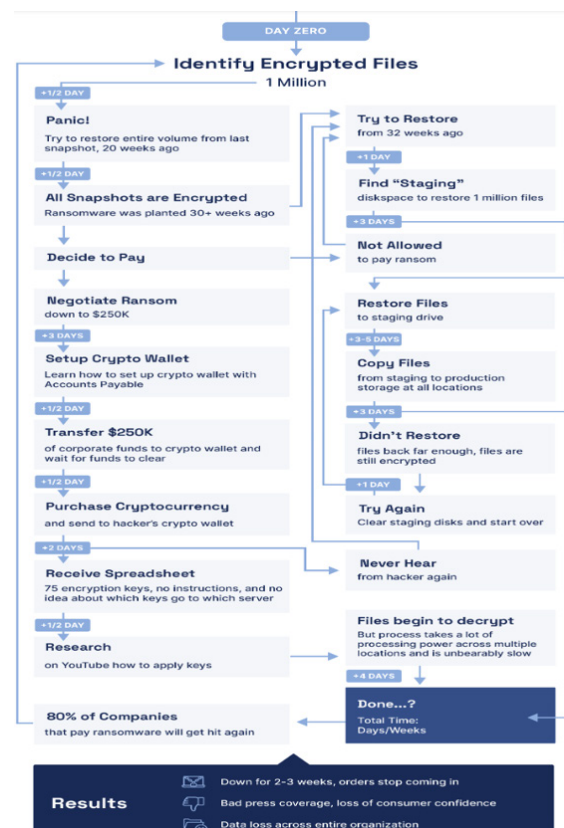 DAY ZERO
Identify Encrypted Files
1 Million
+1/2 DAY
Panic!
Try to restore entire volume from last
snapshot, 20 weeks ago
+1/2 DAY
All Snapshots are Encrypted
Ransomware was planted 30+ weeks ago
Decide to Pay
Negotiate Ransom
down to $250K
+3 DAYS
Setup Crypto Wallet
Learn how to set up crypto wallet with
Accounts Payable
+1/2 DAY
Transfer $250K
of corporate funds to crypto wallet and
wait for funds to clear
+1/2 DAY
Purchase Cryptocurrency
and send to hacker's crypto wallet
+2 DAYS
Receive Spreadsheet
75 encryption keys, no instructions, and no
idea about which keys go to which server
+1/2 DAY
Research
on YouTube how to apply keys
80% of Companies
that pay ransomware will get hit again
Try to Restore
from 32 weeks ago
+1 DAY
Find “Staging”
diskspace to restore 1 million files
+3 DAYS
Not Allowed
to pay ransom
Restore Files
to staging drive
+3-5 DAYS
Copy Files
from staging to production
storage at all locations
+3 DAYS
Didn't Restore
files back far enough, files are
still encrypted
+1 DAY
Try Again
Clear staging disks and start over
Never Hear
from hacker again
Files begin to decrypt
But process takes a lot of
processing power across multiple
locations and is unbearably slow
+4 DAYS
Done...?
Total Time:
Days/Weeks
Results
Down for 2-3 weeks, orders stop coming in
Bad press coverage, loss of consumer confidence
Data loss across entire organization